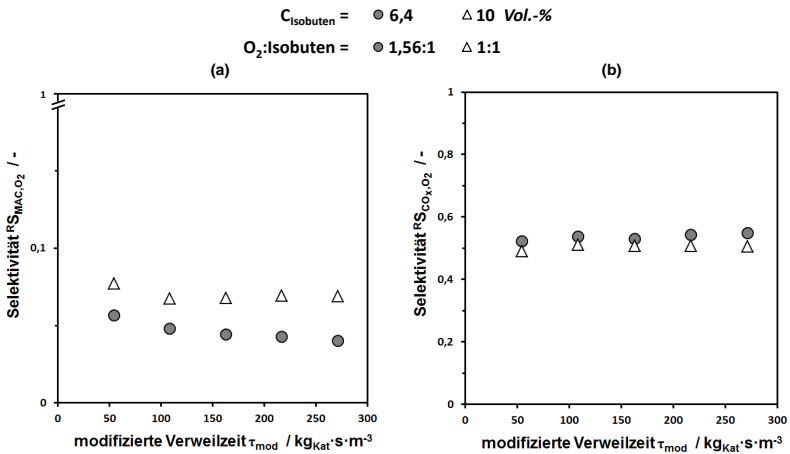 C_Isobuten = 6,4 10 Vol.-%
O₂:Isobuten = 1,56:1 1:1
(a)
1
0,1
0
0 50 100 150 200 250 300
Selektivität ᴿS_MAC,O₂ / -
modifizierte Verweilzeit τ_mod / kg_Kat·s·m⁻³
(b)
1
0,8
0,6
0,4
0,2
0
0 50 100 150 200 250 300
Selektivität ᴿS_COx,O₂ / -
modifizierte Verweilzeit τ_mod / kg_Kat·s·m⁻³